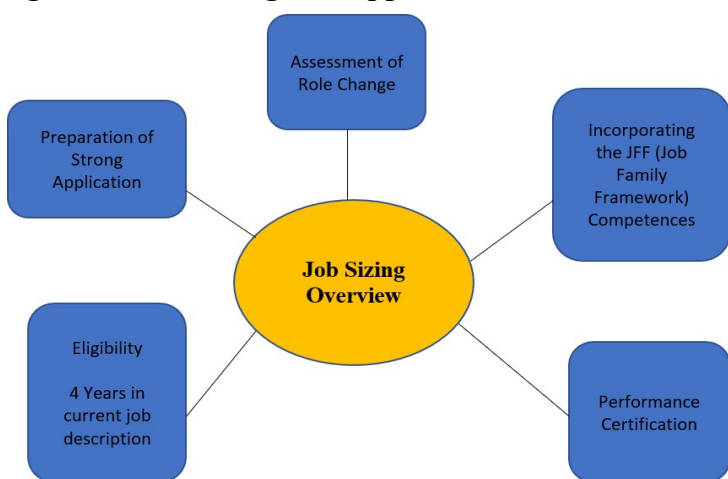 Assessment of
Role Change
Preparation of
Strong
Application
Incorporating
the JFF (Job
Family
Framework)
Competences
Job Sizing
Overview
Eligibility
4 Years in
current job
description
Performance
Certification